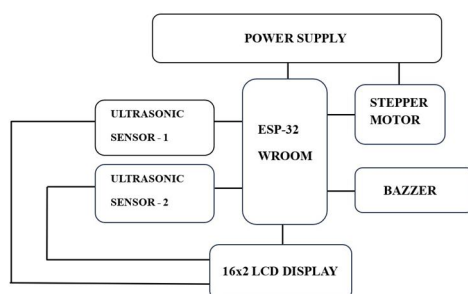 POWER SUPPLY
ULTRASONIC
SENSOR - 1
ESP-32
WROOM
STEPPER
MOTOR
ULTRASONIC
SENSOR - 2
BAZZER
16x2 LCD DISPLAY